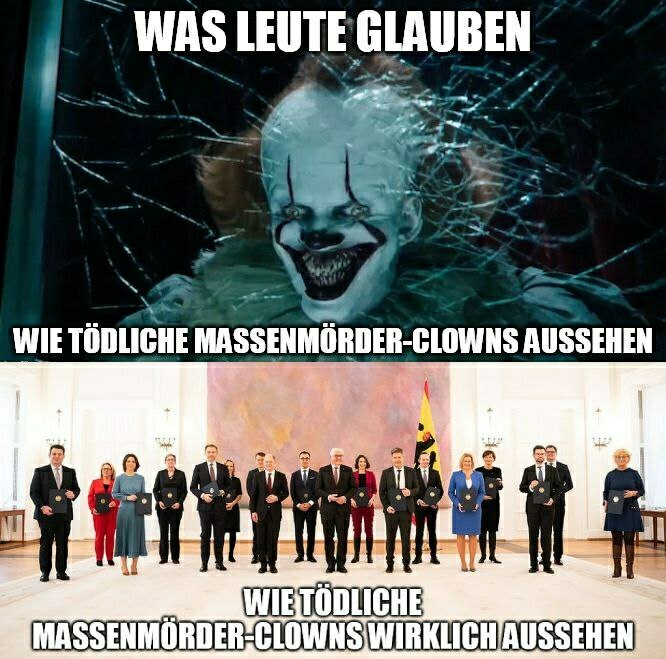 WAS LEUTE GLAUBEN
WIE TÖDLICHE MASSENMÖRDER-CLOWNS AUSSEHEN
WIE TÖDLICHE
MASSENMÖRDER-CLOWNS WIRKLICH AUSSEHEN